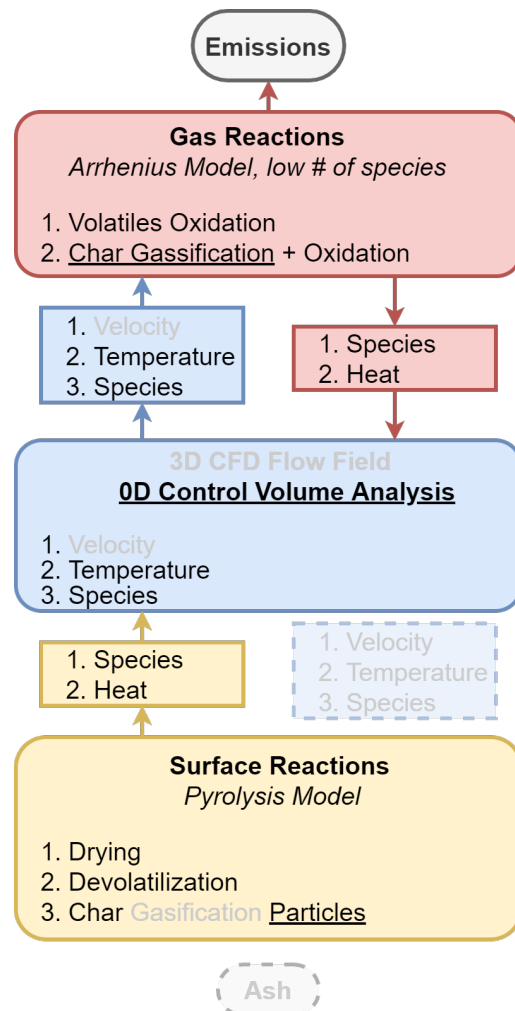 Emissions
Gas Reactions
Arrhenius Model, low # of species
1. Volatiles Oxidation
2. Char Gassification + Oxidation
1. Velocity
2. Temperature
3. Species
1. Species
2. Heat
3D CFD Flow Field
0D Control Volume Analysis
1. Velocity
2. Temperature
3. Species
1. Species
2. Heat
1. Velocity
2. Temperature
3. Species
Surface Reactions
Pyrolysis Model
1. Drying
2. Devolatilization
3. Char Gasification Particles
Ash